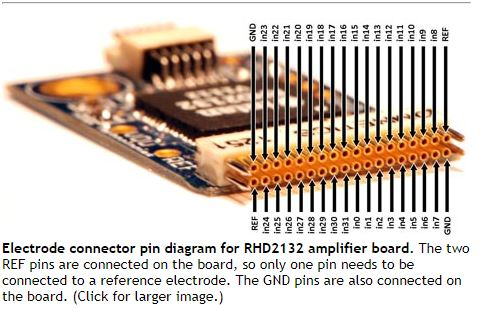 GND in23 in22 in21 in20 in19 in18 in17 in16 in15 in14 in13 in12 in11 in10 in9 in8 REF
REF in24 in25 in26 in27 in28 in29 in30 in31 in0 in1 in2 in3 in4 in5 in6 in7 GND
Electrode connector pin diagram for RHD2132 amplifier board. The two
REF pins are connected on the board, so only one pin needs to be
connected to a reference electrode. The GND pins are also connected on
the board. (Click for larger image.)